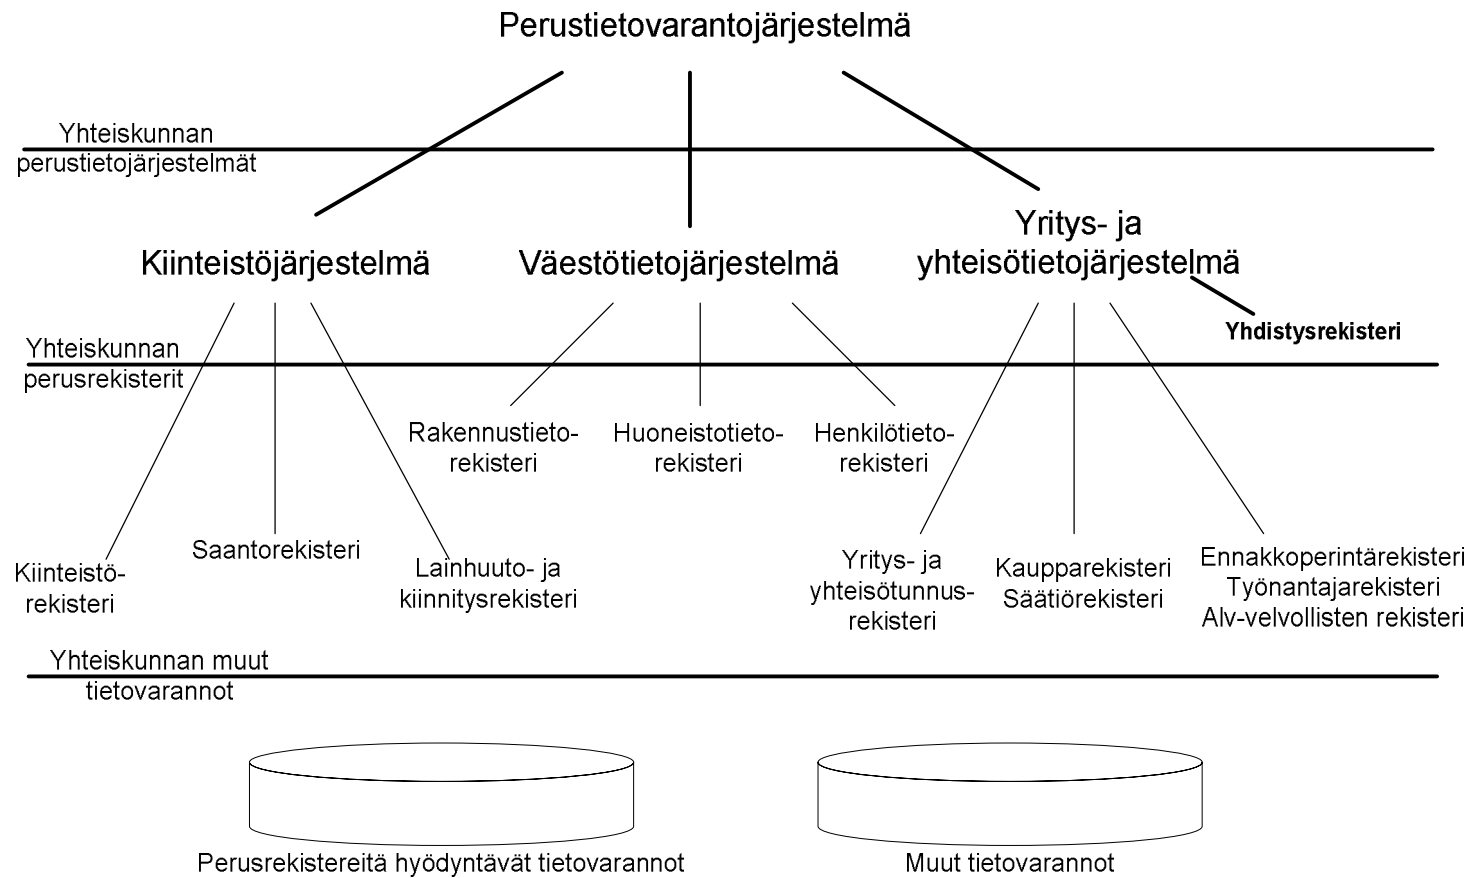 Perustietovarantojärjestelmä
Yhteiskunnan
perustietojärjestelmät
Kiinteistöjärjestelmä
Väestötietojärjestelmä
Yritys- ja
yhteisötietojärjestelmä
Yhdistysrekisteri
Yhteiskunnan
perusrekisterit
Rakennustieto-
rekisteri
Huoneistotieto-
rekisteri
Henkilötieto-
rekisteri
Kiinteistö-
rekisteri
Saantorekisteri
Lainhuuto- ja
kiinnitysrekisteri
Yritys- ja
yhteisötunnus-
rekisteri
Kaupparekisteri
Säätiörekisteri
Ennakkoperintärekisteri
Työnantajarekisteri
Alv-velvollisten rekisteri
Yhteiskunnan muut
tietovarannot
Perusrekistereitä hyödyntävät tietovarannot
Muut tietovarannot